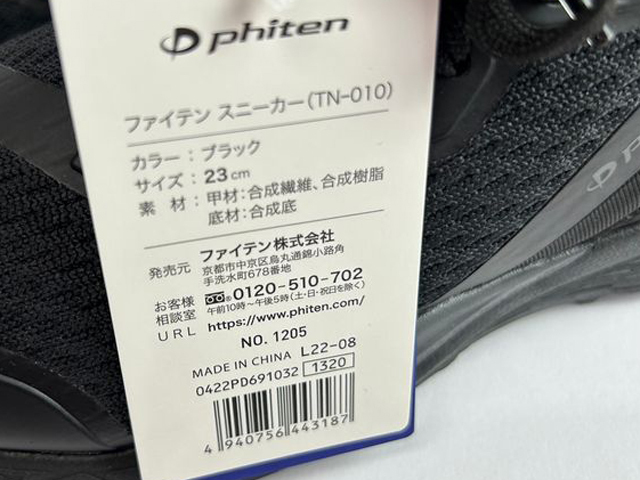 phiten
ファイテン スニーカー(TN-010)
カラー：ブラック
サイズ：23cm
素 材：甲材：合成繊維、合成樹脂
底材：合成底
発売元 ファイテン株式会社
京都市中京区烏丸通錦小路角
手洗水町678番地
お客様相談室 0120-510-702
午前10時〜午後5時(土・日・祝日を除く)
URL https://www.phiten.com/
NO. 1205
MADE IN CHINA L22-08
0422PD691032 1320
4 940756 443187
phiten